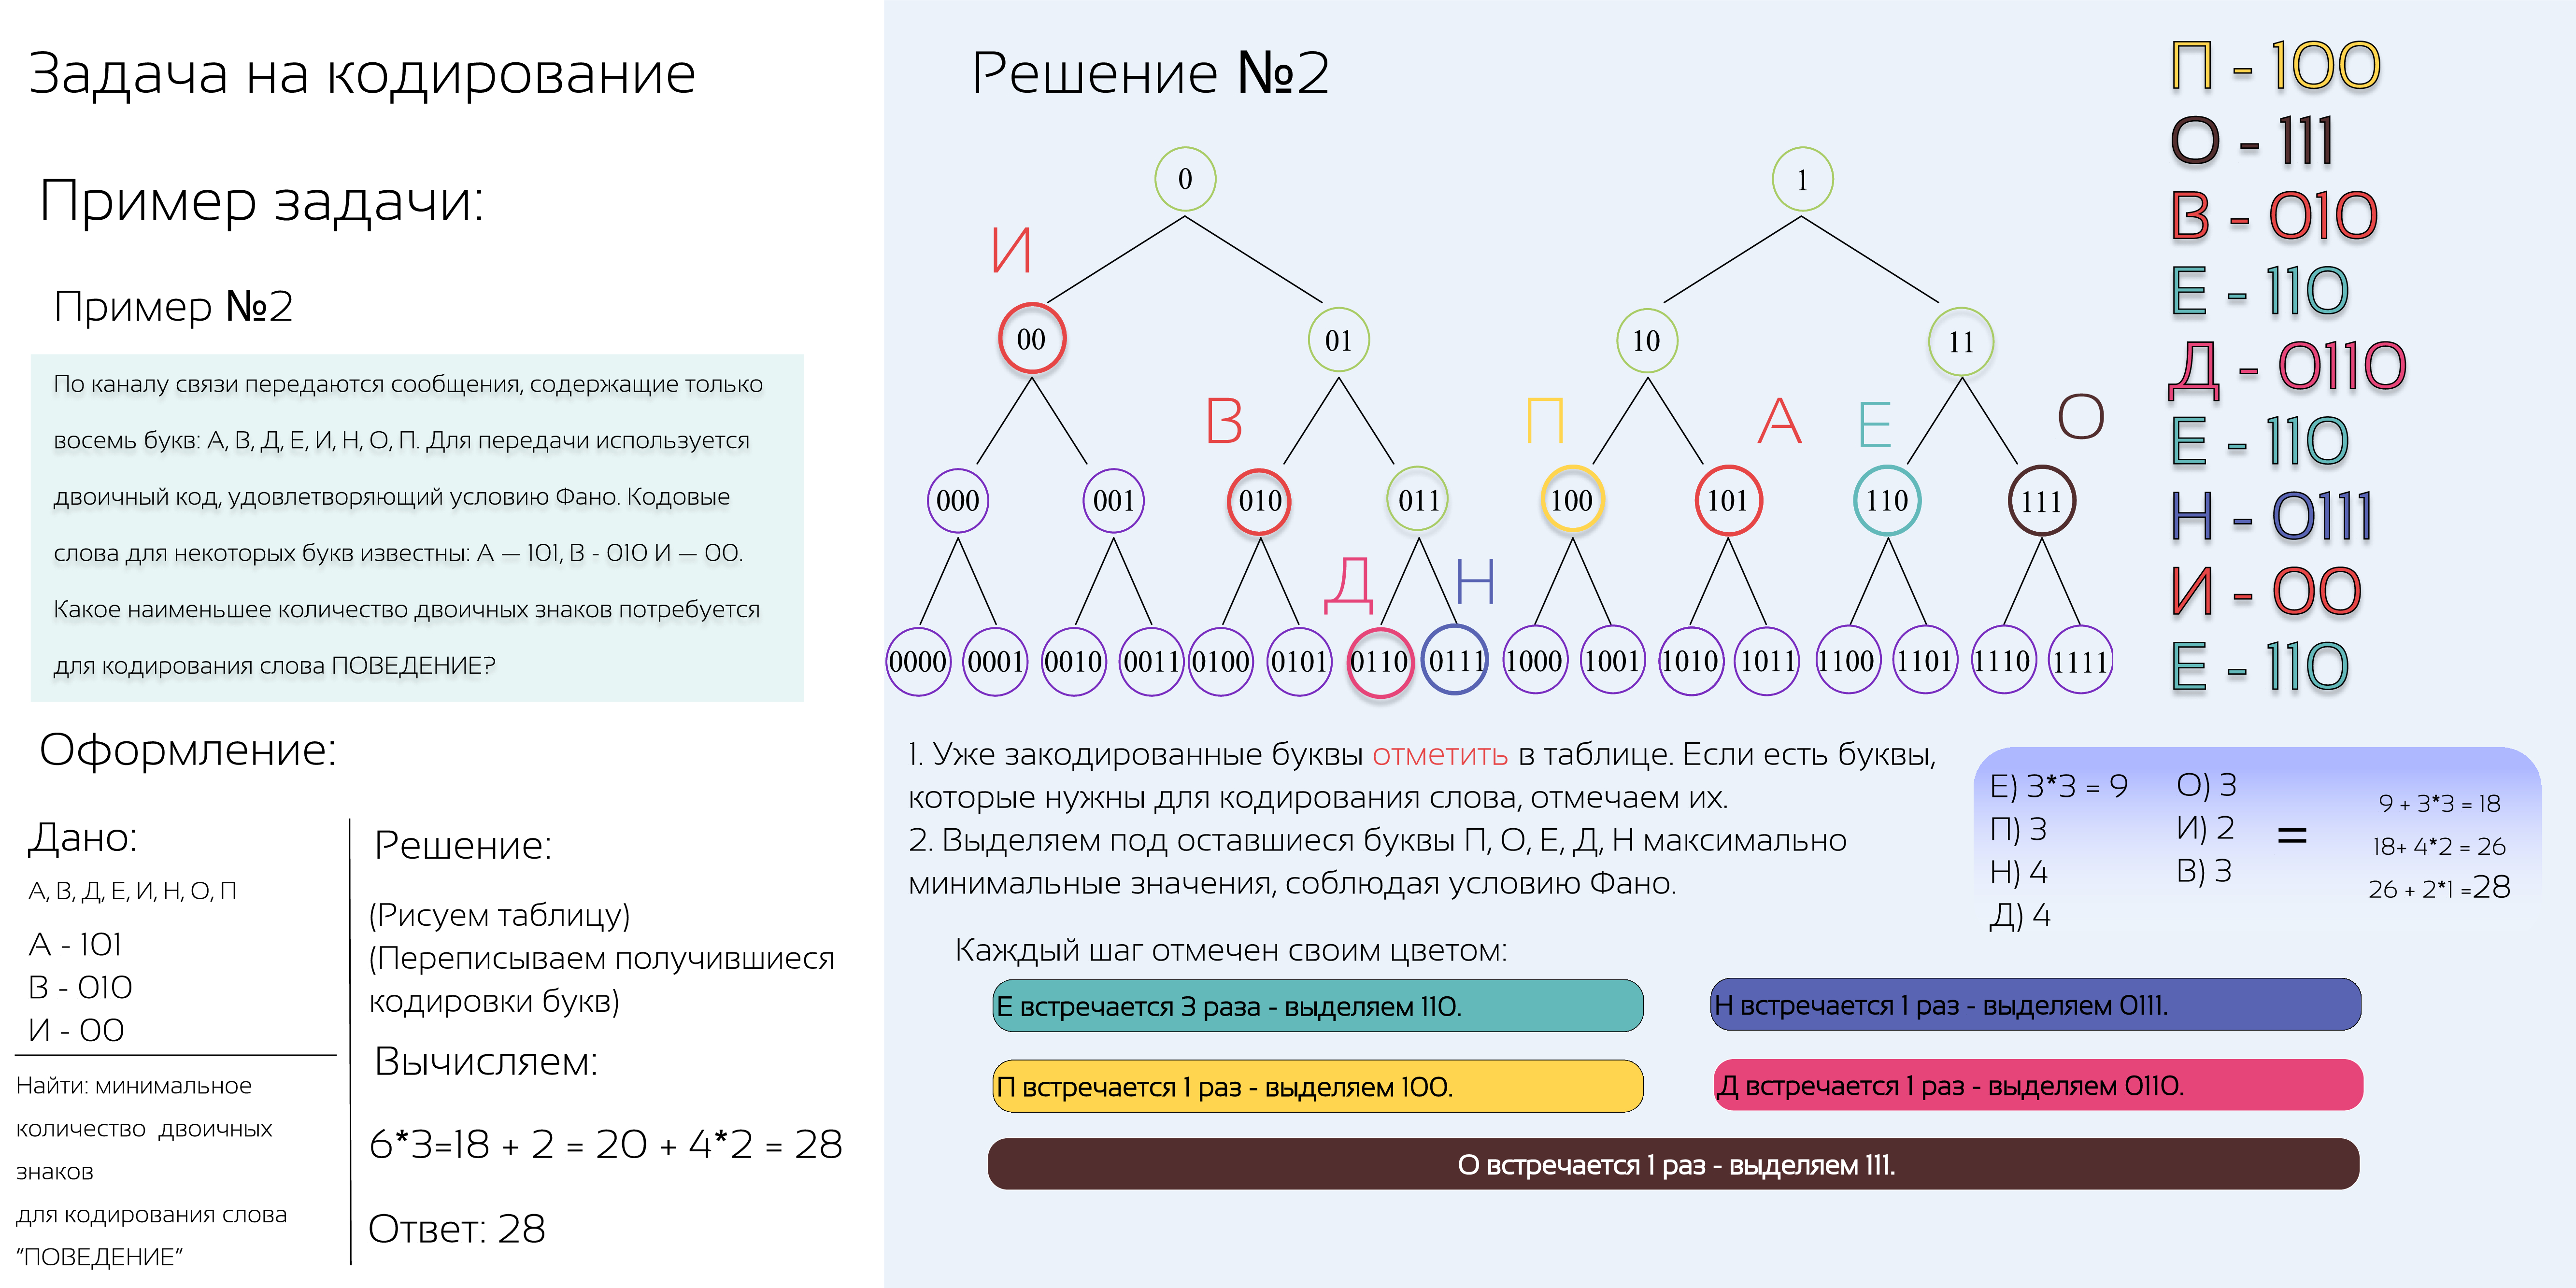 Задача на кодирование
Пример задачи:
Пример №2
По каналу связи передаются сообщения, содержащие только
восемь букв: А, В, Д, Е, И, Н, О, П. Для передачи используется
двоичный код, удовлетворяющий условию Фано. Кодовые
слова для некоторых букв известны: А — 101, В - 010 И — 00.
Какое наименьшее количество двоичных знаков потребуется
для кодирования слова ПОВЕДЕНИЕ?
Оформление:
Дано:
А, В, Д, Е, И, Н, О, П
А - 101
В - 010
И - 00
Найти: минимальное
количество двоичных
знаков
для кодирования слова
“ПОВЕДЕНИЕ”
Решение:
(Рисуем таблицу)
(Переписываем получившиеся
кодировки букв)
Вычисляем:
6*3=18 + 2 = 20 + 4*2 = 28
Ответ: 28
Решение №2
0 1
И
00 01 10 11
В П А Е О
000 001 010 011 100 101 110 111
Д Н
0000 0001 0010 0011 0100 0101 0110 0111 1000 1001 1010 1011 1100 1101 1110 1111
П - 100
О - 111
В - 010
Е - 110
Д - 0110
Е - 110
Н - 0111
И - 00
Е - 110
1. Уже закодированные буквы отметить в таблице. Если есть буквы,
которые нужны для кодирования слова, отмечаем их.
2. Выделяем под оставшиеся буквы П, О, Е, Д, Н максимально
минимальные значения, соблюдая условию Фано.
Е) 3*3 = 9
П) 3
Н) 4
Д) 4
О) 3
И) 2
В) 3
=
9 + 3*3 = 18
18+ 4*2 = 26
26 + 2*1 =28
Каждый шаг отмечен своим цветом:
Е встречается 3 раза - выделяем 110.
Н встречается 1 раз - выделяем 0111.
П встречается 1 раз - выделяем 100.
Д встречается 1 раз - выделяем 0110.
О встречается 1 раз - выделяем 111.